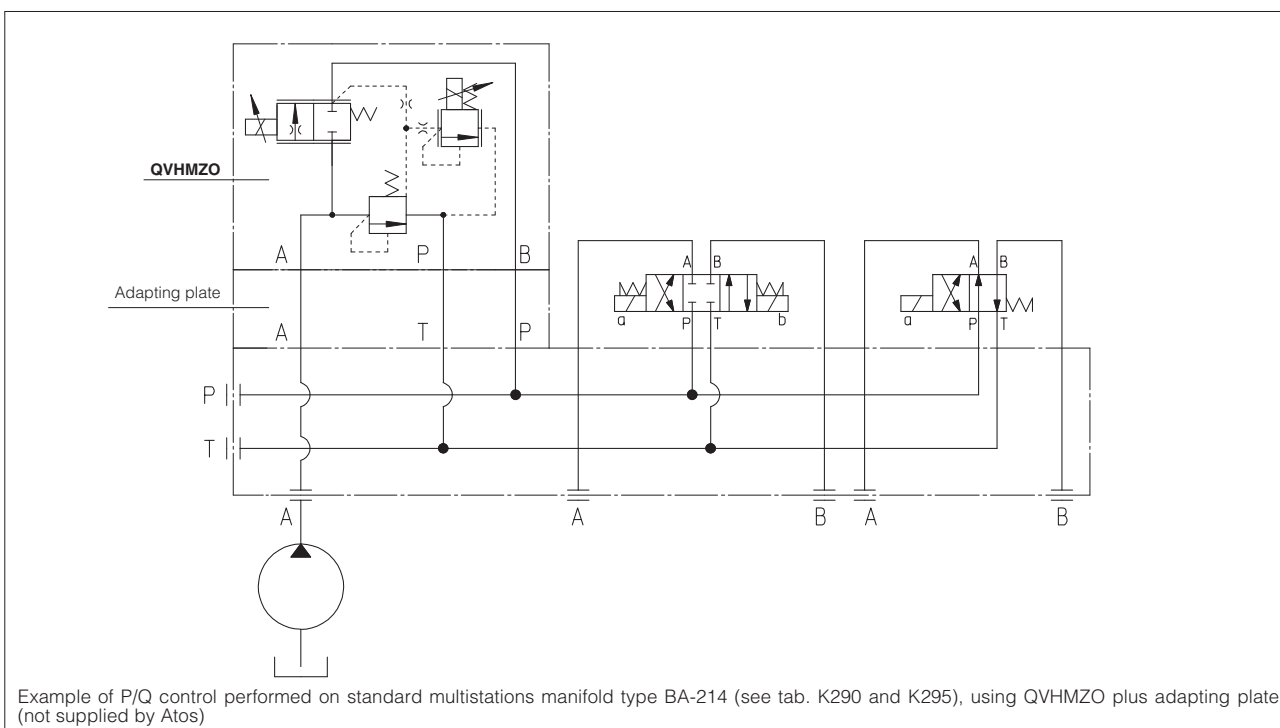 QVHMZO
A P B
Adapting plate
A T P
A B
a P T b
A B
a P T
P
T
A A B A B
Example of P/Q control performed on standard multistations manifold type BA-214 (see tab. K290 and K295), using QVHMZO plus adapting plate
(not supplied by Atos)